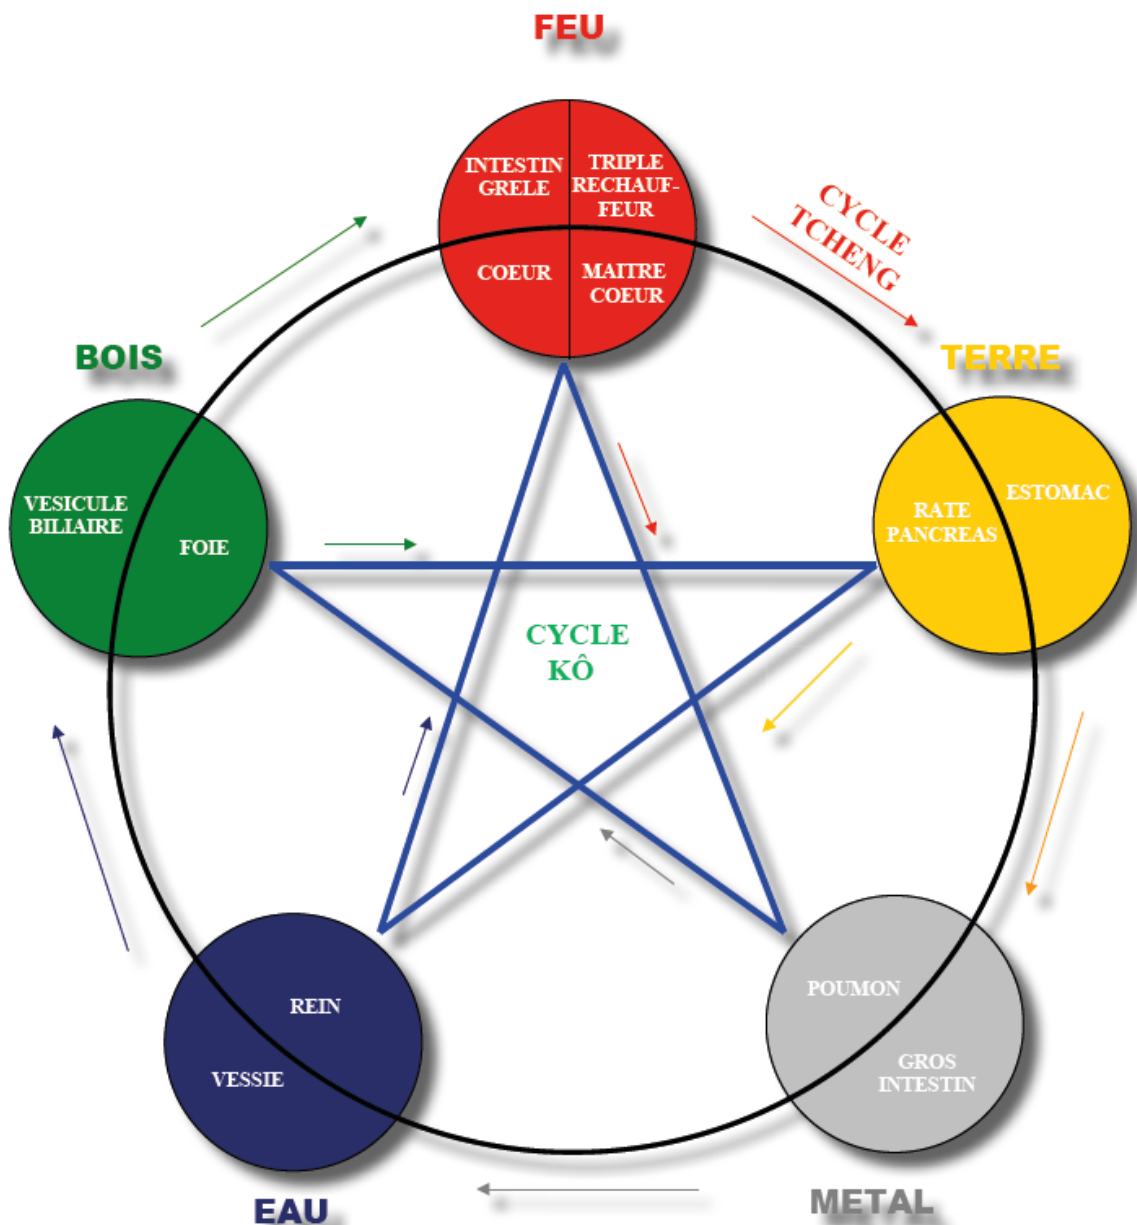 FEU
INTESTIN
GRELE
TRIPLE
RECHAUF-
FEUR
COEUR
MAITRE
COEUR
CYCLE
TCHENG
BOIS
TERRE
VESICULE
BILIAIRE
FOIE
RATE
PANCREAS
ESTOMAC
CYCLE
KÔ
REIN
VESSIE
POUMON
GROS
INTESTIN
EAU
METAL